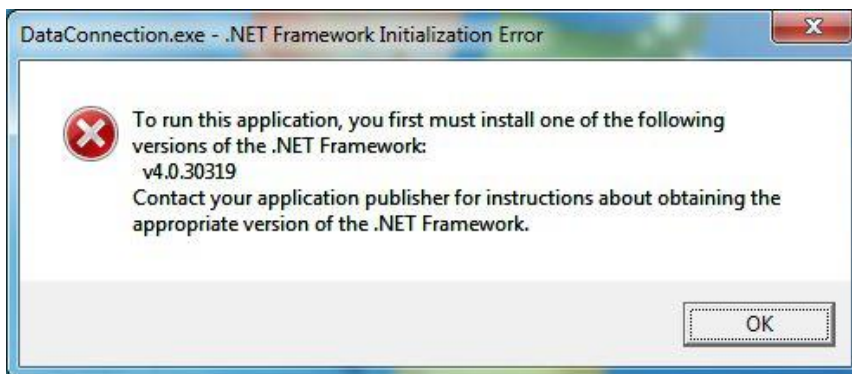 DataConnection.exe - .NET Framework Initialization Error
To run this application, you first must install one of the following
versions of the .NET Framework:
v4.0.30319
Contact your application publisher for instructions about obtaining the
appropriate version of the .NET Framework.
OK